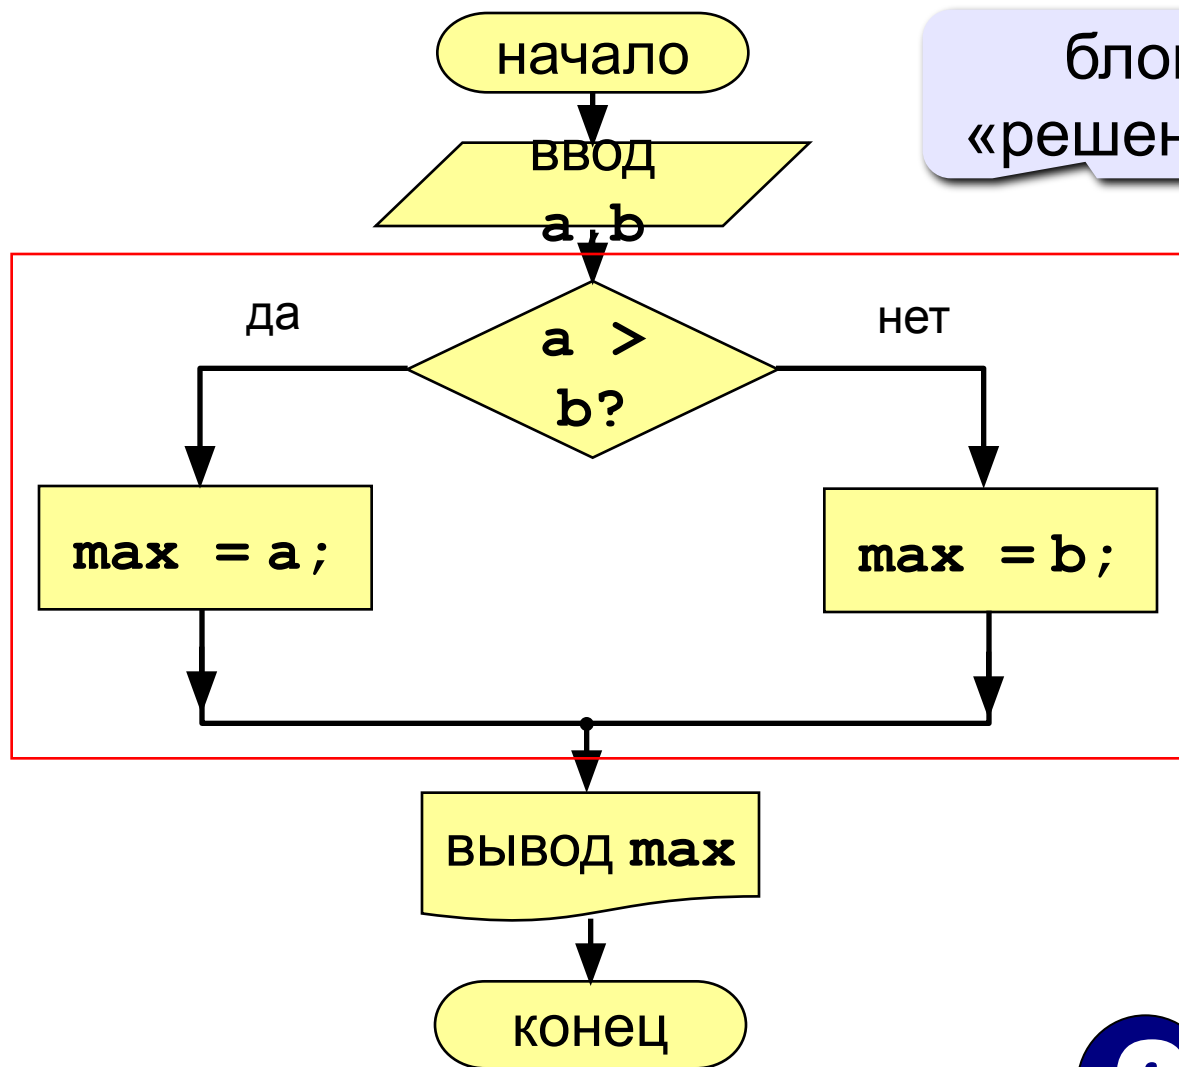 начало
ввод
a,b
да
a >
b?
нет
max = a;
max = b;
вывод max
конец